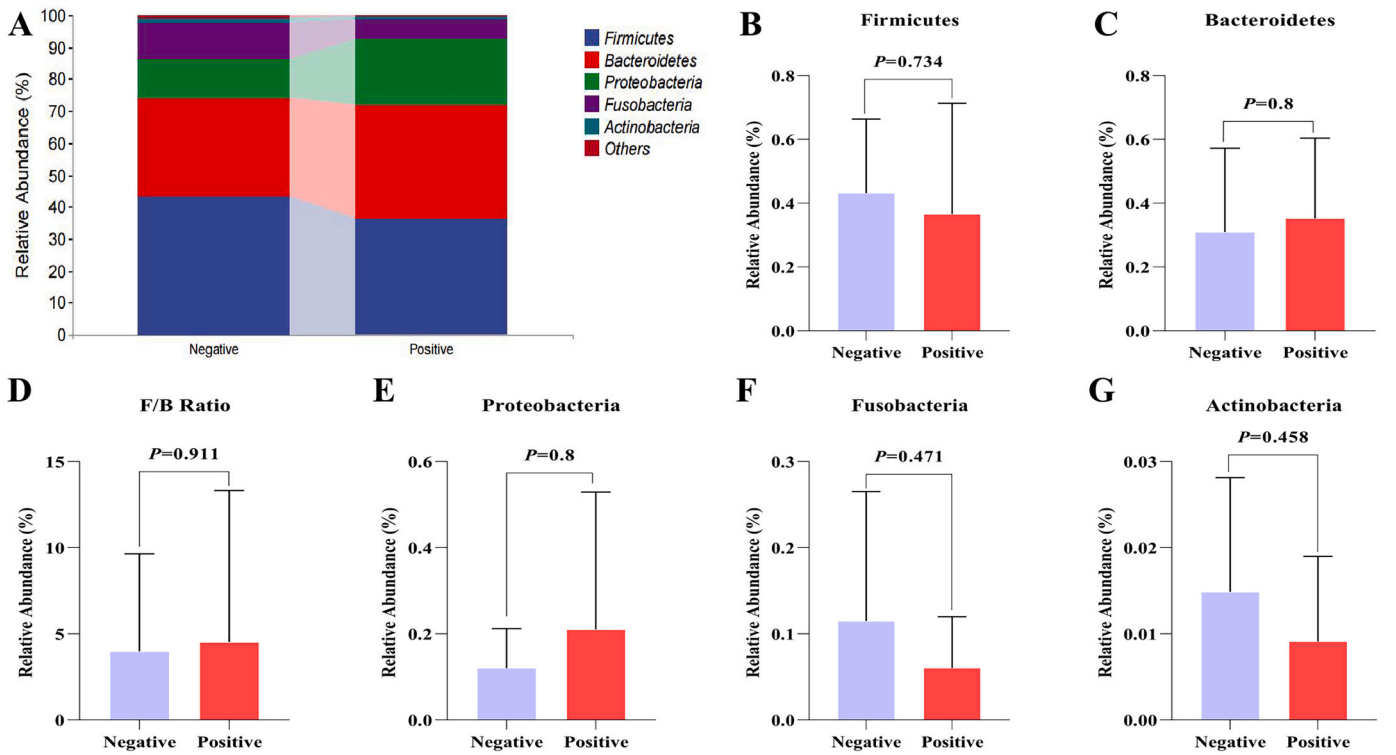 A
Relative Abundance (%)
100
90
80
70
60
50
40
30
20
10
0
Negative
Positive
Firmicutes
Bacteroidetes
Proteobacteria
Fusobacteria
Actinobacteria
Others
B
Firmicutes
P=0.734
Relative Abundance (%)
0.8
0.6
0.4
0.2
0.0
Negative
Positive
C
Bacteroidetes
P=0.8
Relative Abundance (%)
0.8
0.6
0.4
0.2
0.0
Negative
Positive
D
F/B Ratio
P=0.911
Relative Abundance (%)
15
10
5
0
Negative
Positive
E
Proteobacteria
P=0.8
Relative Abundance (%)
0.6
0.4
0.2
0.0
Negative
Positive
F
Fusobacteria
P=0.471
Relative Abundance (%)
0.3
0.2
0.1
0.0
Negative
Positive
G
Actinobacteria
P=0.458
Relative Abundance (%)
0.03
0.02
0.01
0.00
Negative
Positive